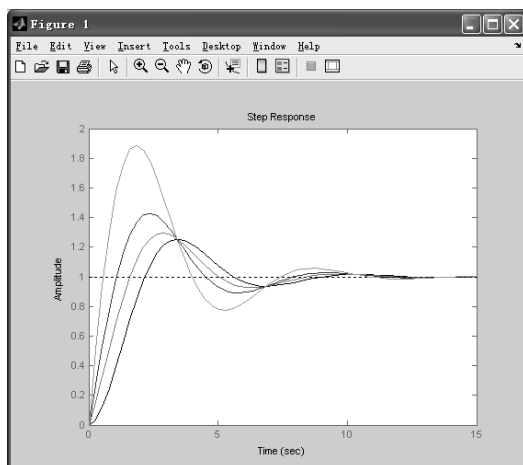 Figure 1
File Edit View Insert Tools Desktop Window Help
Step Response
Amplitude
2
1.8
1.6
1.4
1.2
1
0.8
0.6
0.4
0.2
0
0 5 10 15
Time (sec)